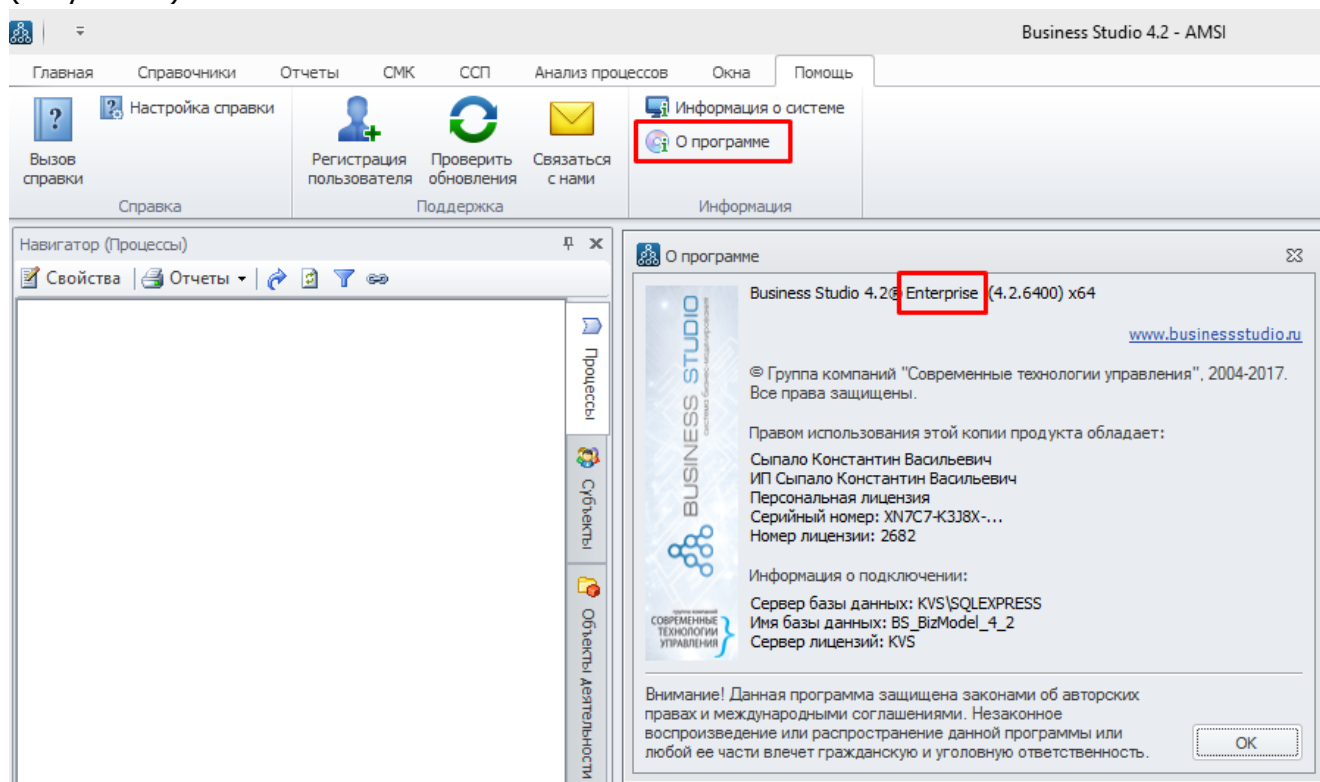 Business Studio 4.2 - AMSI
Главная Справочники Отчеты СМК ССП Анализ процессов Окна Помощь
Вызов справки
Настройка справки
Справка
Регистрация пользователя
Проверить обновления
Связаться с нами
Поддержка
Информация о системе
О программе
Информация
Навигатор (Процессы)
Свойства Отчеты
Процессы
Субъекты
Объекты деятельности
О программе
BUSINESS STUDIO
система бизнес-моделирования
группа компаний
СОВРЕМЕННЫЕ
ТЕХНОЛОГИИ
УПРАВЛЕНИЯ
Business Studio 4.2® Enterprise (4.2.6400) x64
www.businessstudio.ru
© Группа компаний "Современные технологии управления", 2004-2017.
Все права защищены.
Правом использования этой копии продукта обладает:
Сыпало Константин Васильевич
ИП Сыпало Константин Васильевич
Персональная лицензия
Серийный номер: XN7C7-K3J8X-...
Номер лицензии: 2682
Информация о подключении:
Сервер базы данных: KVS\SQLEXPRESS
Имя базы данных: BS_BizModel_4_2
Сервер лицензий: KVS
Внимание! Данная программа защищена законами об авторских
правах и международными соглашениями. Незаконное
воспроизведение или распространение данной программы или
любой ее части влечет гражданскую и уголовную ответственность.
OK